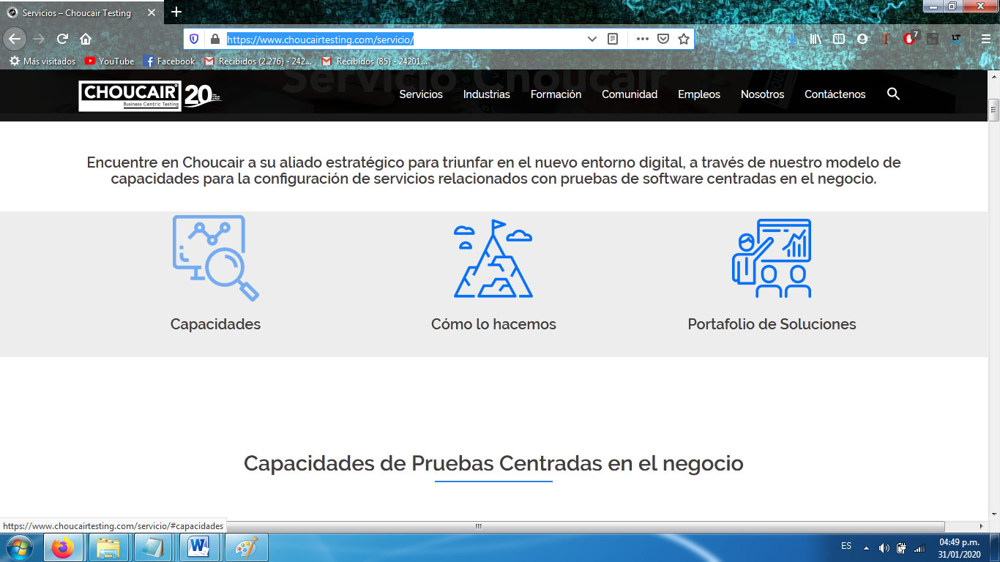 Servicios – Choucair Testing
https://www.choucairtesting.com/servicio/
7
LT
Más visitados
YouTube
Facebook
Recibidos (2.276) - 242...
Recibidos (85) - 24201...
Servicio Choucair
CHOUCAIR
Business Centric Testing
20
Servicios
Industrias
Formación
Comunidad
Empleos
Nosotros
Contáctenos
Encuentre en Choucair a su aliado estratégico para triunfar en el nuevo entorno digital, a través de nuestro modelo de
capacidades para la configuración de servicios relacionados con pruebas de software centradas en el negocio.
Capacidades
Cómo lo hacemos
Portafolio de Soluciones
Capacidades de Pruebas Centradas en el negocio
https://www.choucairtesting.com/servicio/#capacidades
ES
04:49 p.m.
31/01/2020